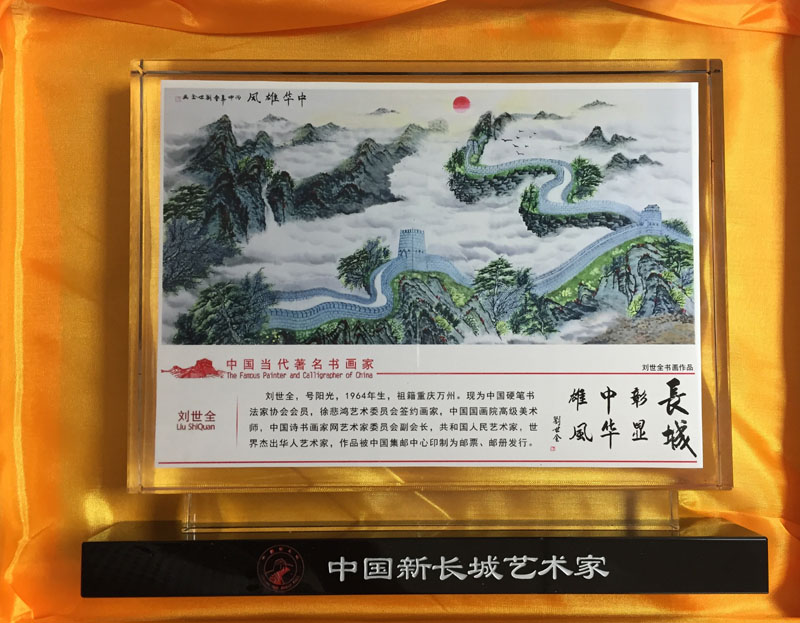 中华雄风
中国当代著名书画家
The Famous Painter and Calligrapher of China
刘世全书画作品
刘世全
Liu ShiQuan
刘世全，号阳光，1964年生，祖籍重庆万州。现为中国硬笔书
法家协会会员，徐悲鸿艺术委员会签约画家，中国国画院高级美术
师，中国诗书画家网艺术家委员会副会长，共和国人民艺术家，世
界杰出华人艺术家，作品被中国集邮中心印制为邮票、邮册发行。
長城
彰显
中华
雄風
劉世全
中国新长城艺术家